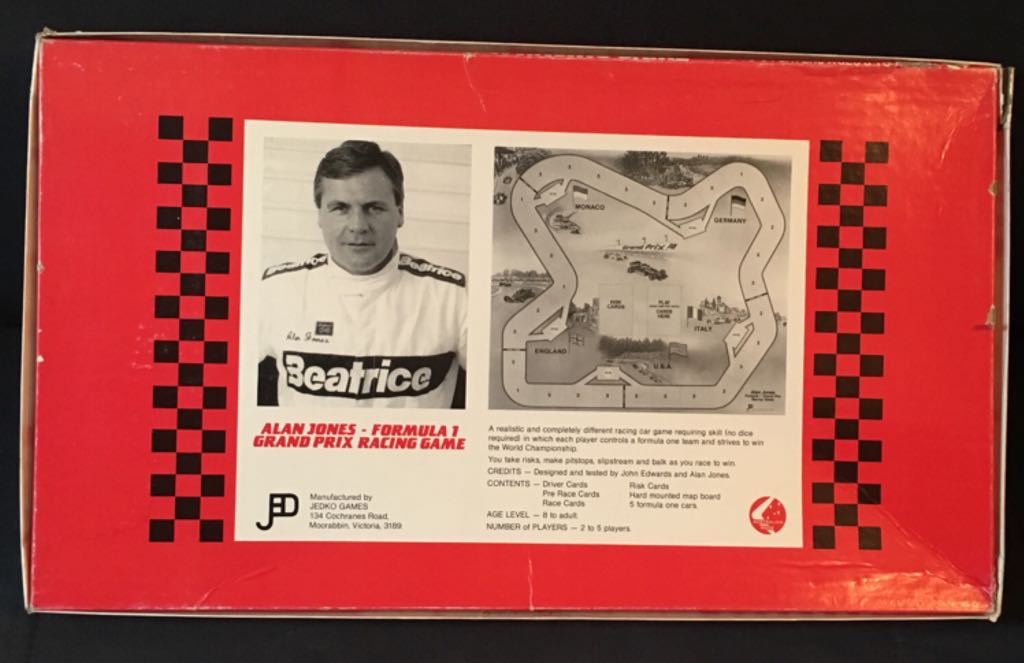 Beatrice Beatrice
Alan Jones
Beatrice
ALAN JONES - FORMULA 1
GRAND PRIX RACING GAME
JED
Manufactured by
JEDKO GAMES
134 Cochranes Road,
Moorabbin, Victoria, 3189.
MONACO
GERMANY
Grand Prix
RISK
CARDS
PLAY
CARDS
HERE
ITALY
ENGLAND
U.S.A.
A realistic and completely different racing car game requiring skill (no dice
required) in which each player controls a formula one team and strives to win
the World Championship.
You take risks, make pitstops, slipstream and balk as you race to win.
CREDITS — Designed and tested by John Edwards and Alan Jones.
CONTENTS — Driver Cards Risk Cards
Pre Race Cards Hard mounted map board
Race Cards 5 formula one cars
AGE LEVEL — 8 to adult.
NUMBER of PLAYERS — 2 to 5 players.
AUSTRALIAN